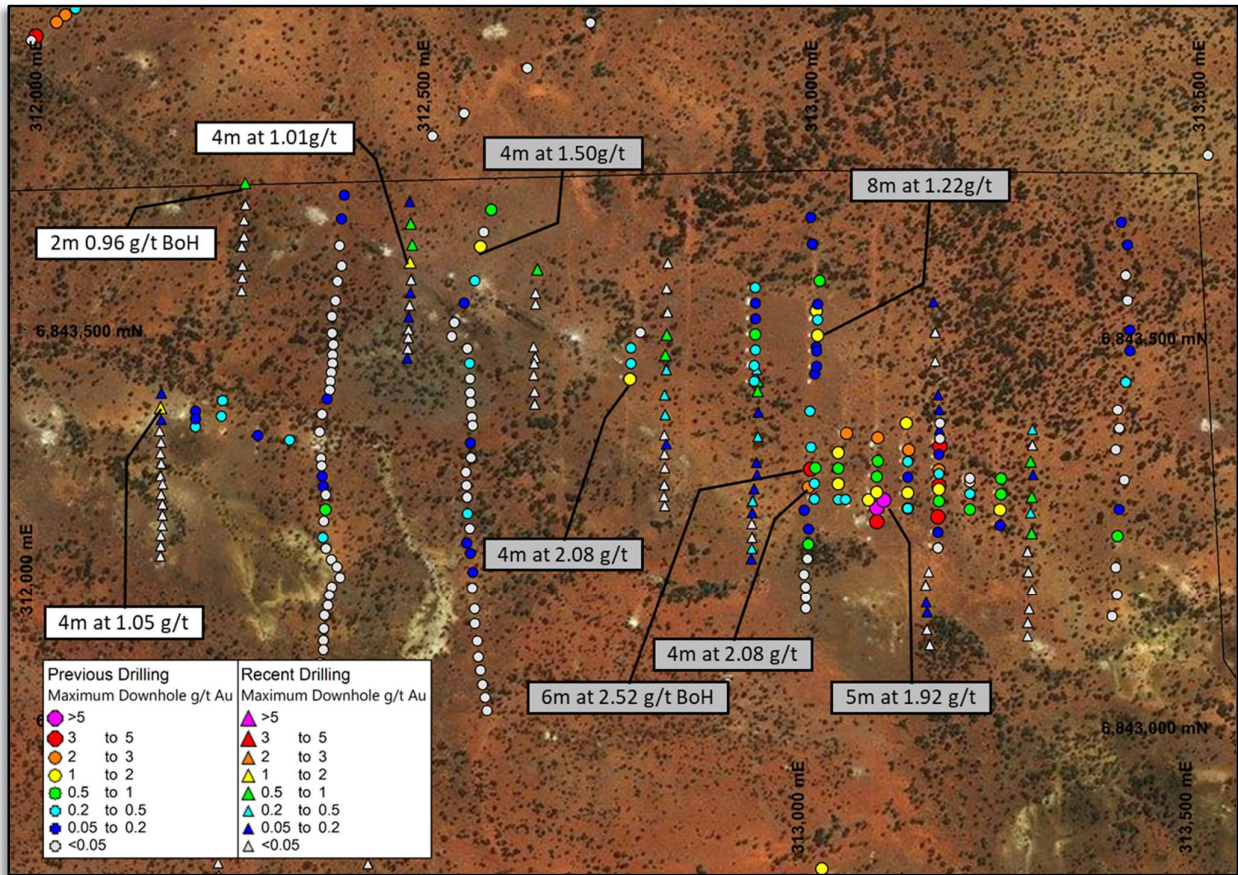 312,000 mE
312,500 mE
313,000 mE
313,500 mE
4m at 1.01g/t
4m at 1.50g/t
8m at 1.22g/t
2m 0.96 g/t BoH
6,843,500 mN
6,843,500 mN
4m at 2.08 g/t
4m at 1.05 g/t
4m at 2.08 g/t
6m at 2.52 g/t BoH
5m at 1.92 g/t
312,000 mE
313,000 mE
313,500 mE
6,843,000 mN
Previous Drilling
Maximum Downhole g/t Au
>5
3 to 5
2 to 3
1 to 2
0.5 to 1
0.2 to 0.5
0.05 to 0.2
<0.05
Recent Drilling
Maximum Downhole g/t Au
>5
3 to 5
2 to 3
1 to 2
0.5 to 1
0.2 to 0.5
0.05 to 0.2
<0.05